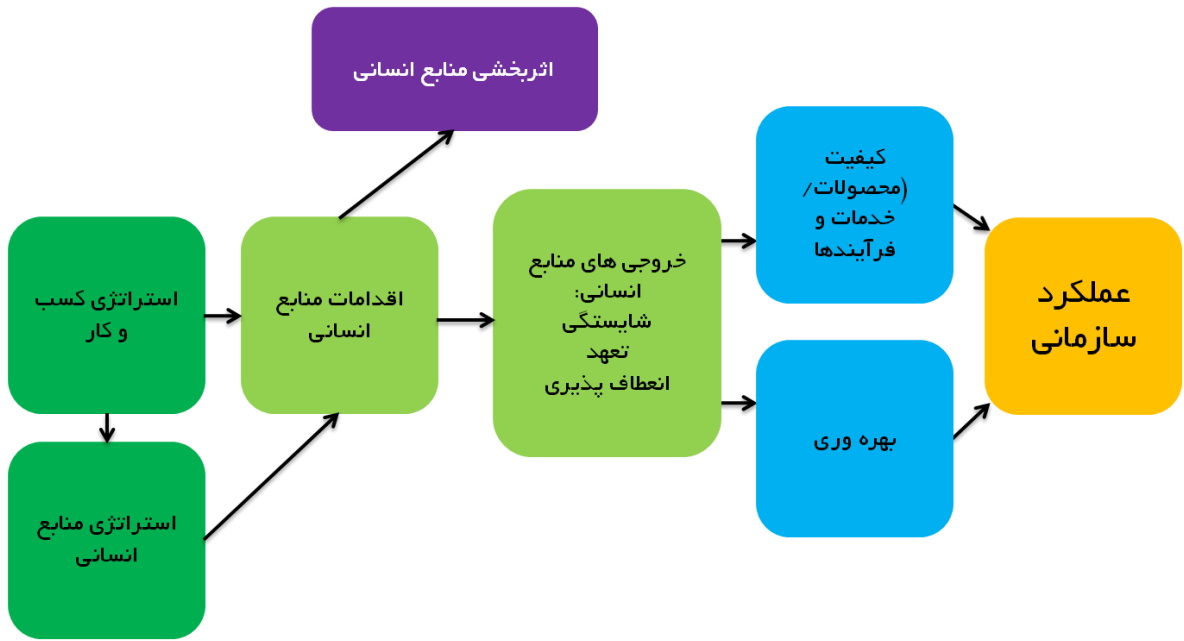 اثربخشی منابع انسانی
استراتژی کسب
و کار
استراتژی منابع
انسانی
اقدامات منابع
انسانی
خروجی های منابع
انسانی:
شایستگی
تعهد
انعطاف پذیری
کیفیت
(محصولات/
خدمات و
فرآیندها
بهره وری
عملکرد
سازمانی